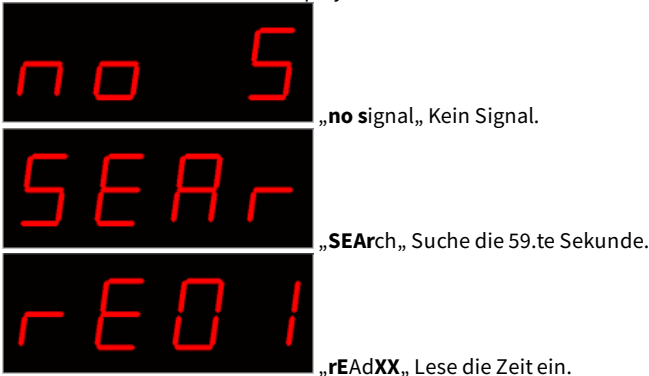 no S
„no signal„ Kein Signal.
SEAr
„SEArch„ Suche die 59.te Sekunde.
rE01
„rEAdXX„ Lese die Zeit ein.